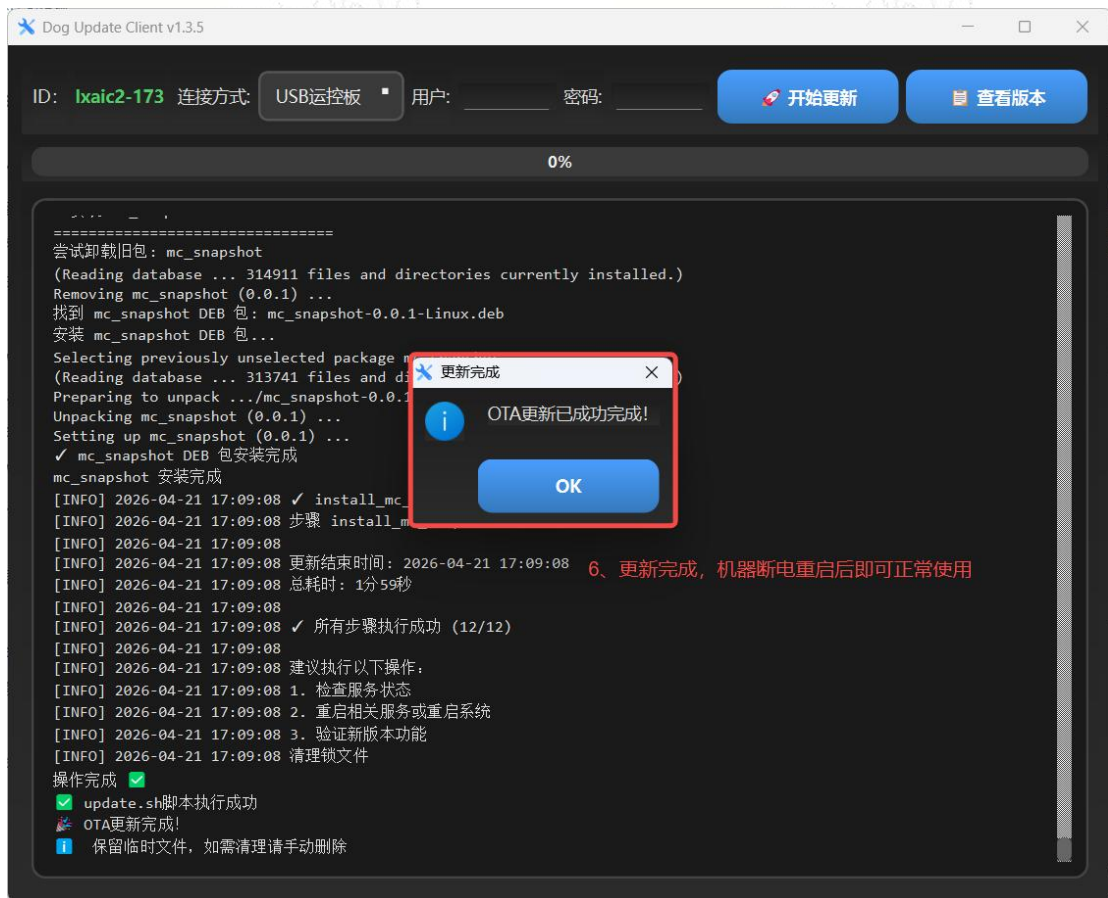 Dog Update Client v1.3.5
ID: lxaic2-173 连接方式: USB运控板 用户: 密码: 🚀 开始更新 📋 查看版本
0%
================================
尝试卸载旧包: mc_snapshot
(Reading database ... 314911 files and directories currently installed.)
Removing mc_snapshot (0.0.1) ...
找到 mc_snapshot DEB 包: mc_snapshot-0.0.1-Linux.deb
安装 mc_snapshot DEB 包...
Selecting previously unselected package
(Reading database ... 313741 files and di
Preparing to unpack .../mc_snapshot-0.0.1
Unpacking mc_snapshot (0.0.1) ...
Setting up mc_snapshot (0.0.1) ...
✓ mc_snapshot DEB 包安装完成
mc_snapshot 安装完成
[INFO] 2026-04-21 17:09:08 ✓ install_mc_
[INFO] 2026-04-21 17:09:08 步骤 install_m
[INFO] 2026-04-21 17:09:08
[INFO] 2026-04-21 17:09:08 更新结束时间: 2026-04-21 17:09:08
[INFO] 2026-04-21 17:09:08 总耗时: 1分59秒
[INFO] 2026-04-21 17:09:08
[INFO] 2026-04-21 17:09:08 ✓ 所有步骤执行成功 (12/12)
[INFO] 2026-04-21 17:09:08
[INFO] 2026-04-21 17:09:08 建议执行以下操作:
[INFO] 2026-04-21 17:09:08 1. 检查服务状态
[INFO] 2026-04-21 17:09:08 2. 重启相关服务或重启系统
[INFO] 2026-04-21 17:09:08 3. 验证新版本功能
[INFO] 2026-04-21 17:09:08 清理锁文件
操作完成 ✅
✅ update.sh脚本执行成功
🎉 OTA更新完成!
ℹ️ 保留临时文件，如需清理请手动删除
更新完成
OTA更新已成功完成!
OK
6、更新完成，机器断电重启后即可正常使用